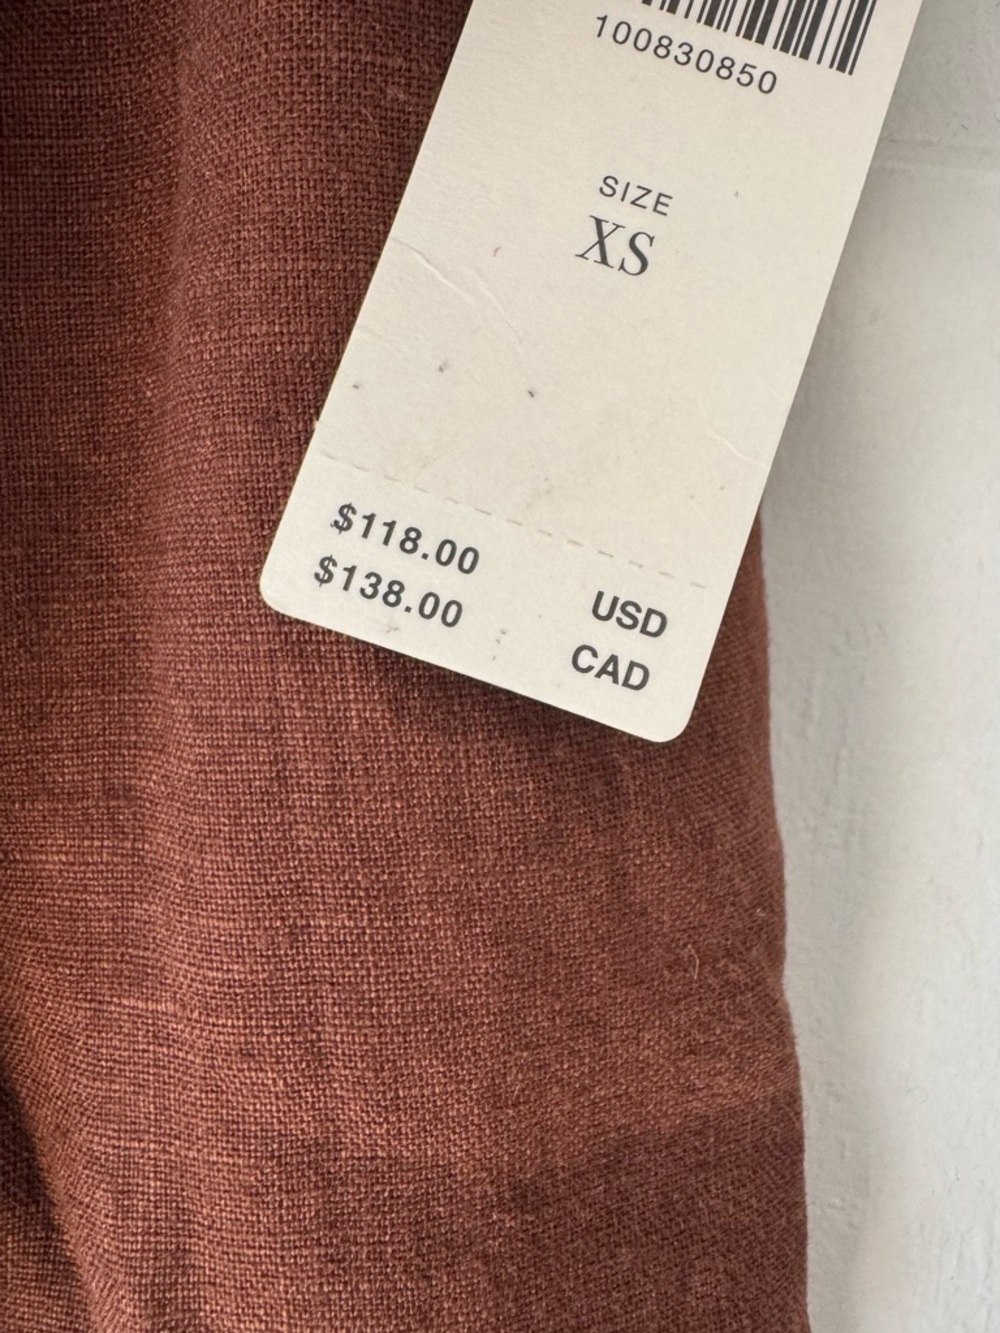 100830850
SIZE
XS
$118.00 USD
$138.00 CAD